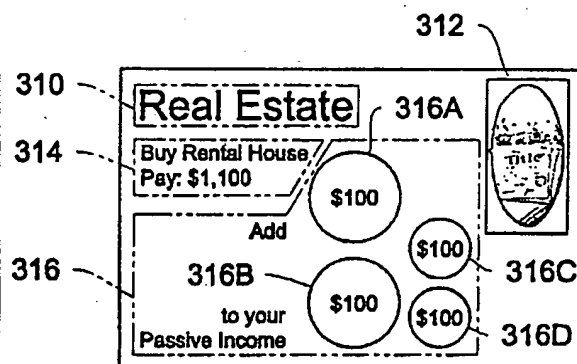 312
310
Real Estate
316A
314
Buy Rental House
Pay: $1,100
Title
$100
Add
$100
316
316B
316C
$100
$100
to your
Passive Income
316D